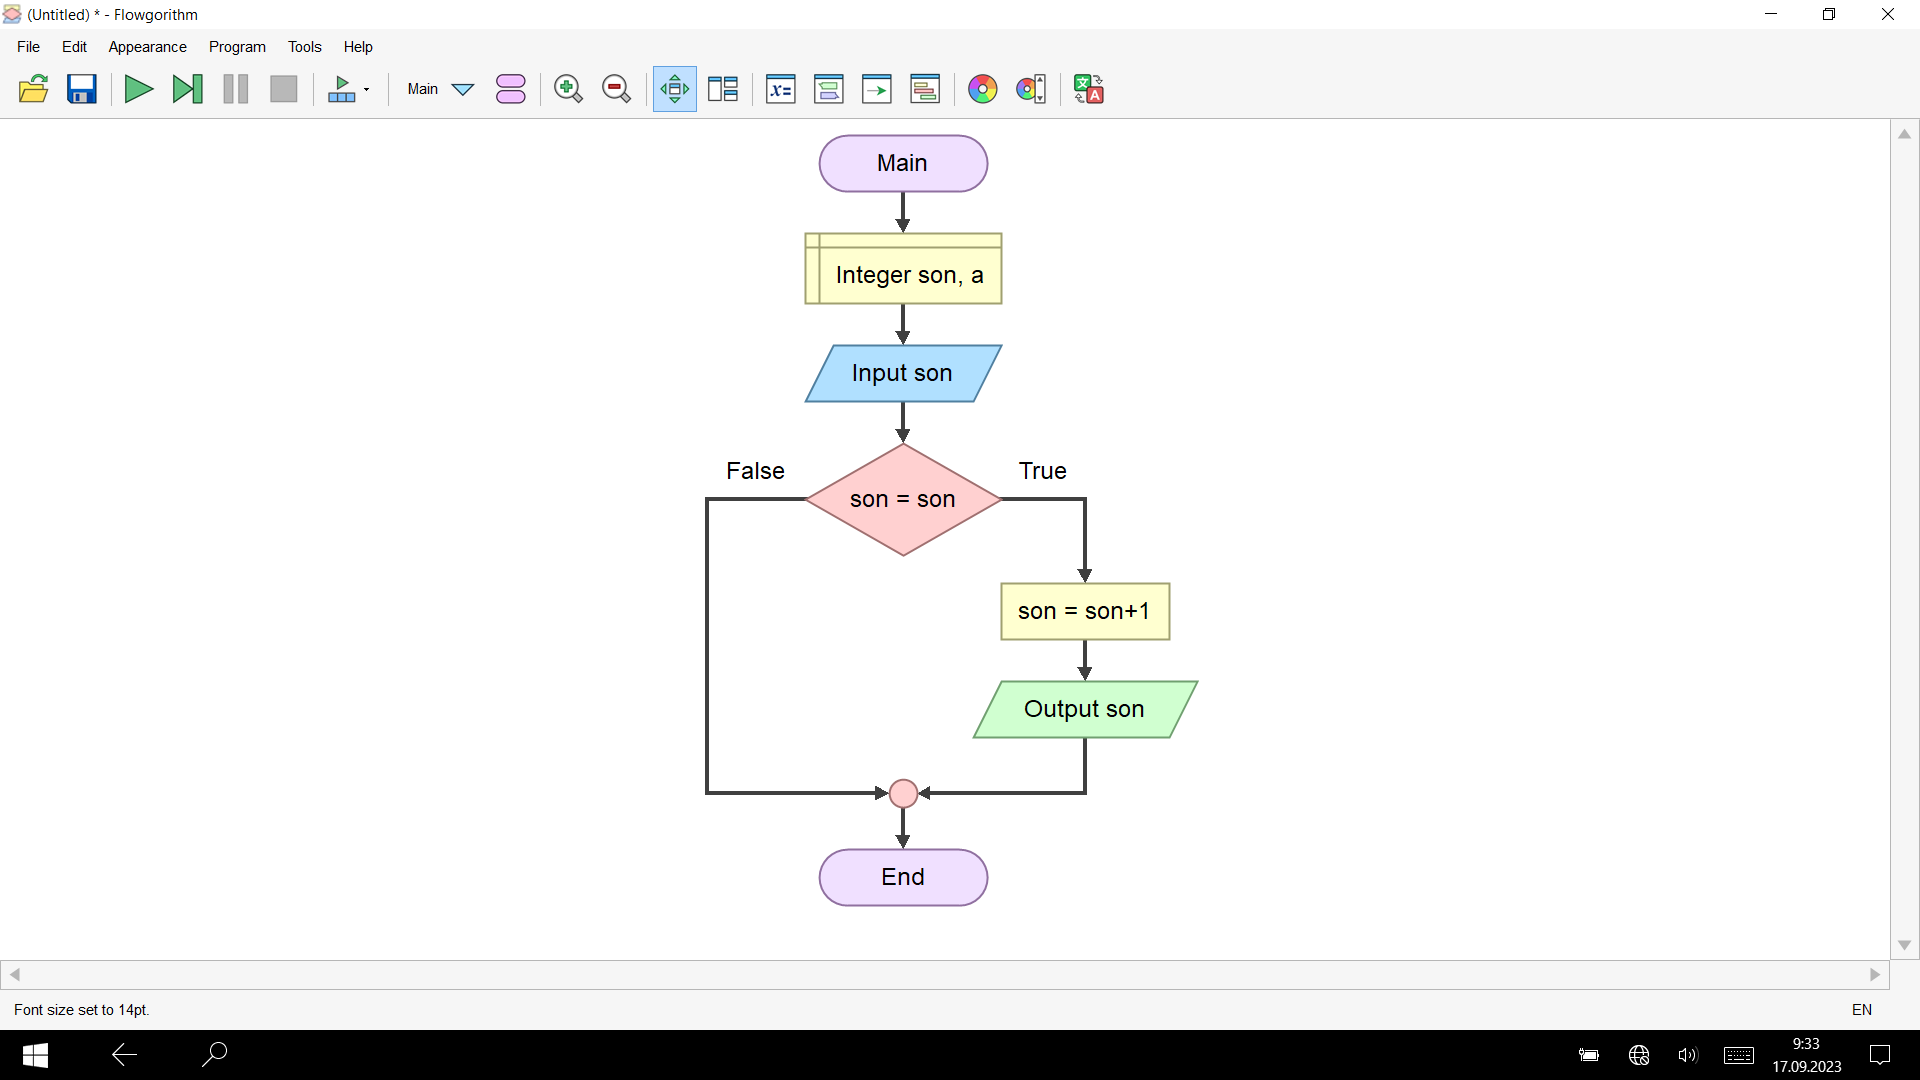 (Untitled) * - Flowgorithm
File Edit Appearance Program Tools Help
Main x=
Main
Integer son, a
Input son
False True
son = son
son = son+1
Output son
End
Font size set to 14pt. EN
9:33
17.09.2023